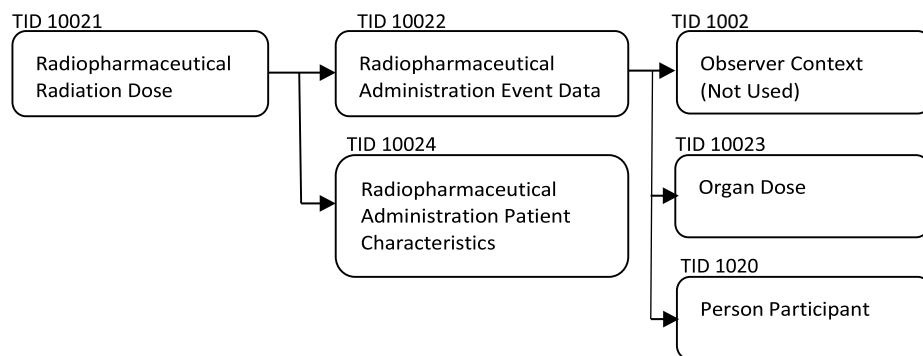 TID 10021
Radiopharmaceutical
Radiation Dose
TID 10022
Radiopharmaceutical
Administration Event Data
TID 1002
Observer Context
(Not Used)
TID 10024
Radiopharmaceutical
Administration Patient
Characteristics
TID 10023
Organ Dose
TID 1020
Person Participant